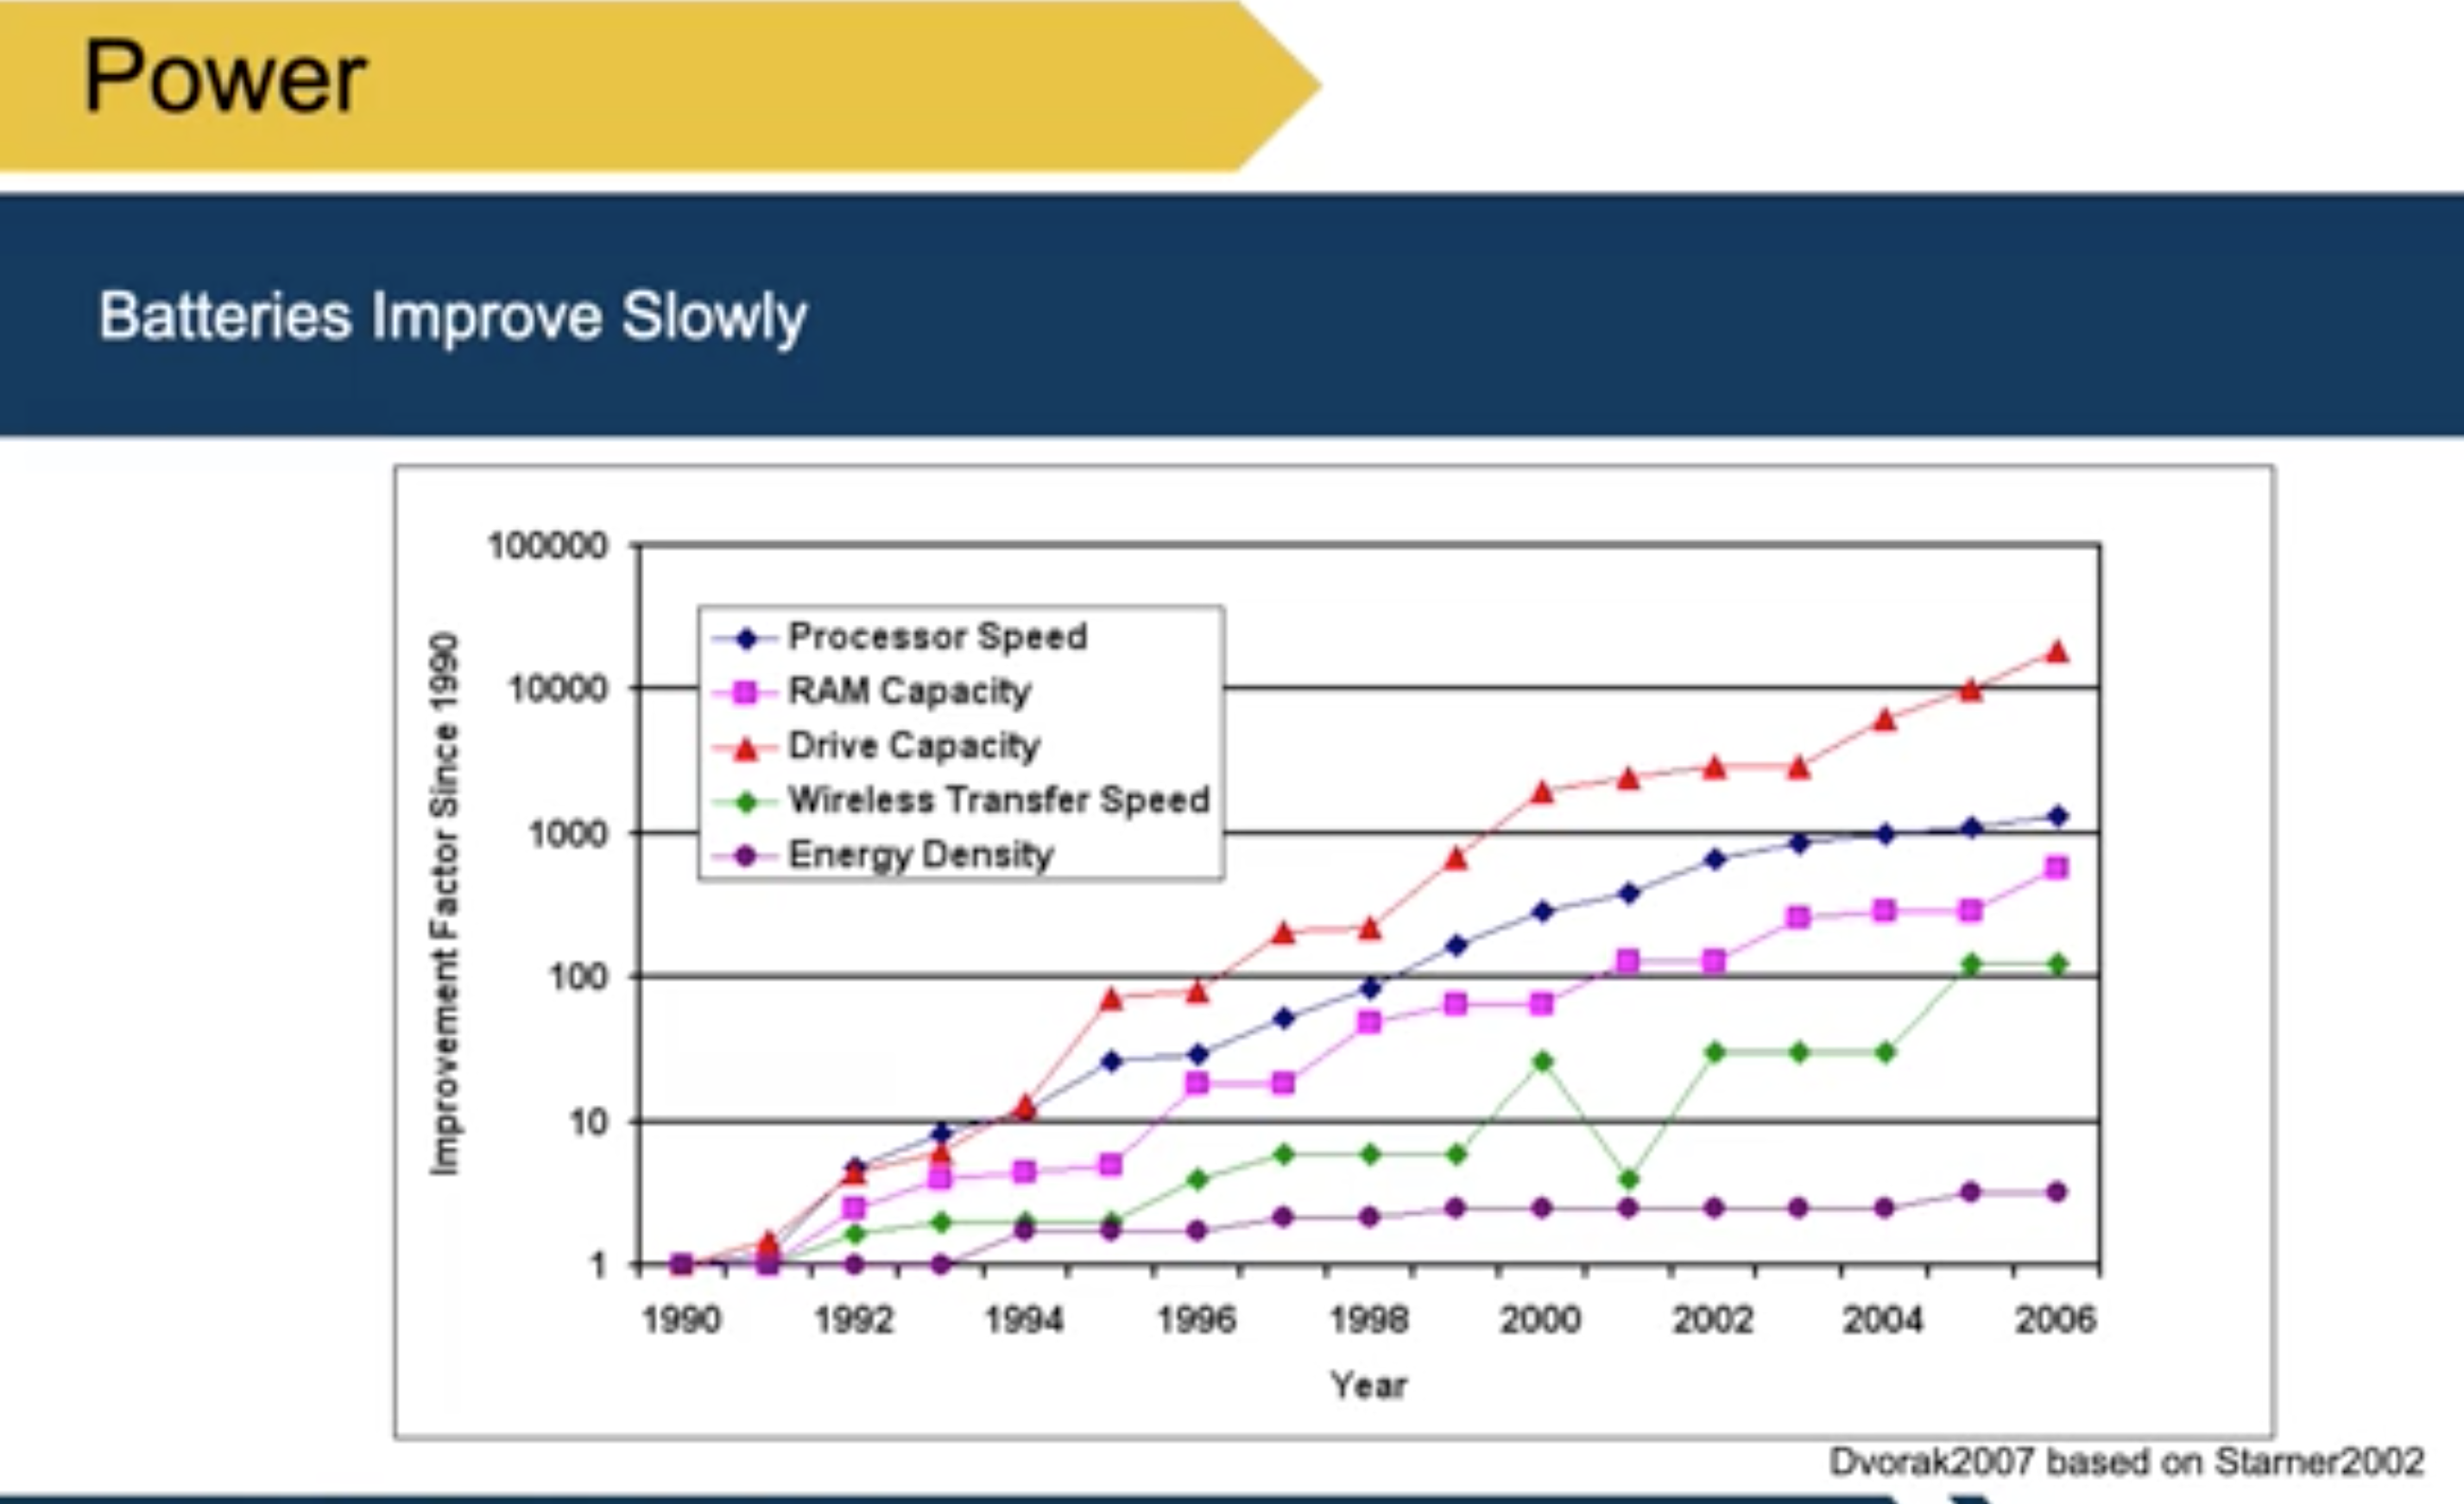 Power
Batteries Improve Slowly
100000
10000
1000
100
10
1
Improvement Factor Since 1990
Processor Speed
RAM Capacity
Drive Capacity
Wireless Transfer Speed
Energy Density
1990 1992 1994 1996 1998 2000 2002 2004 2006
Year
Dvorak2007 based on Starner2002